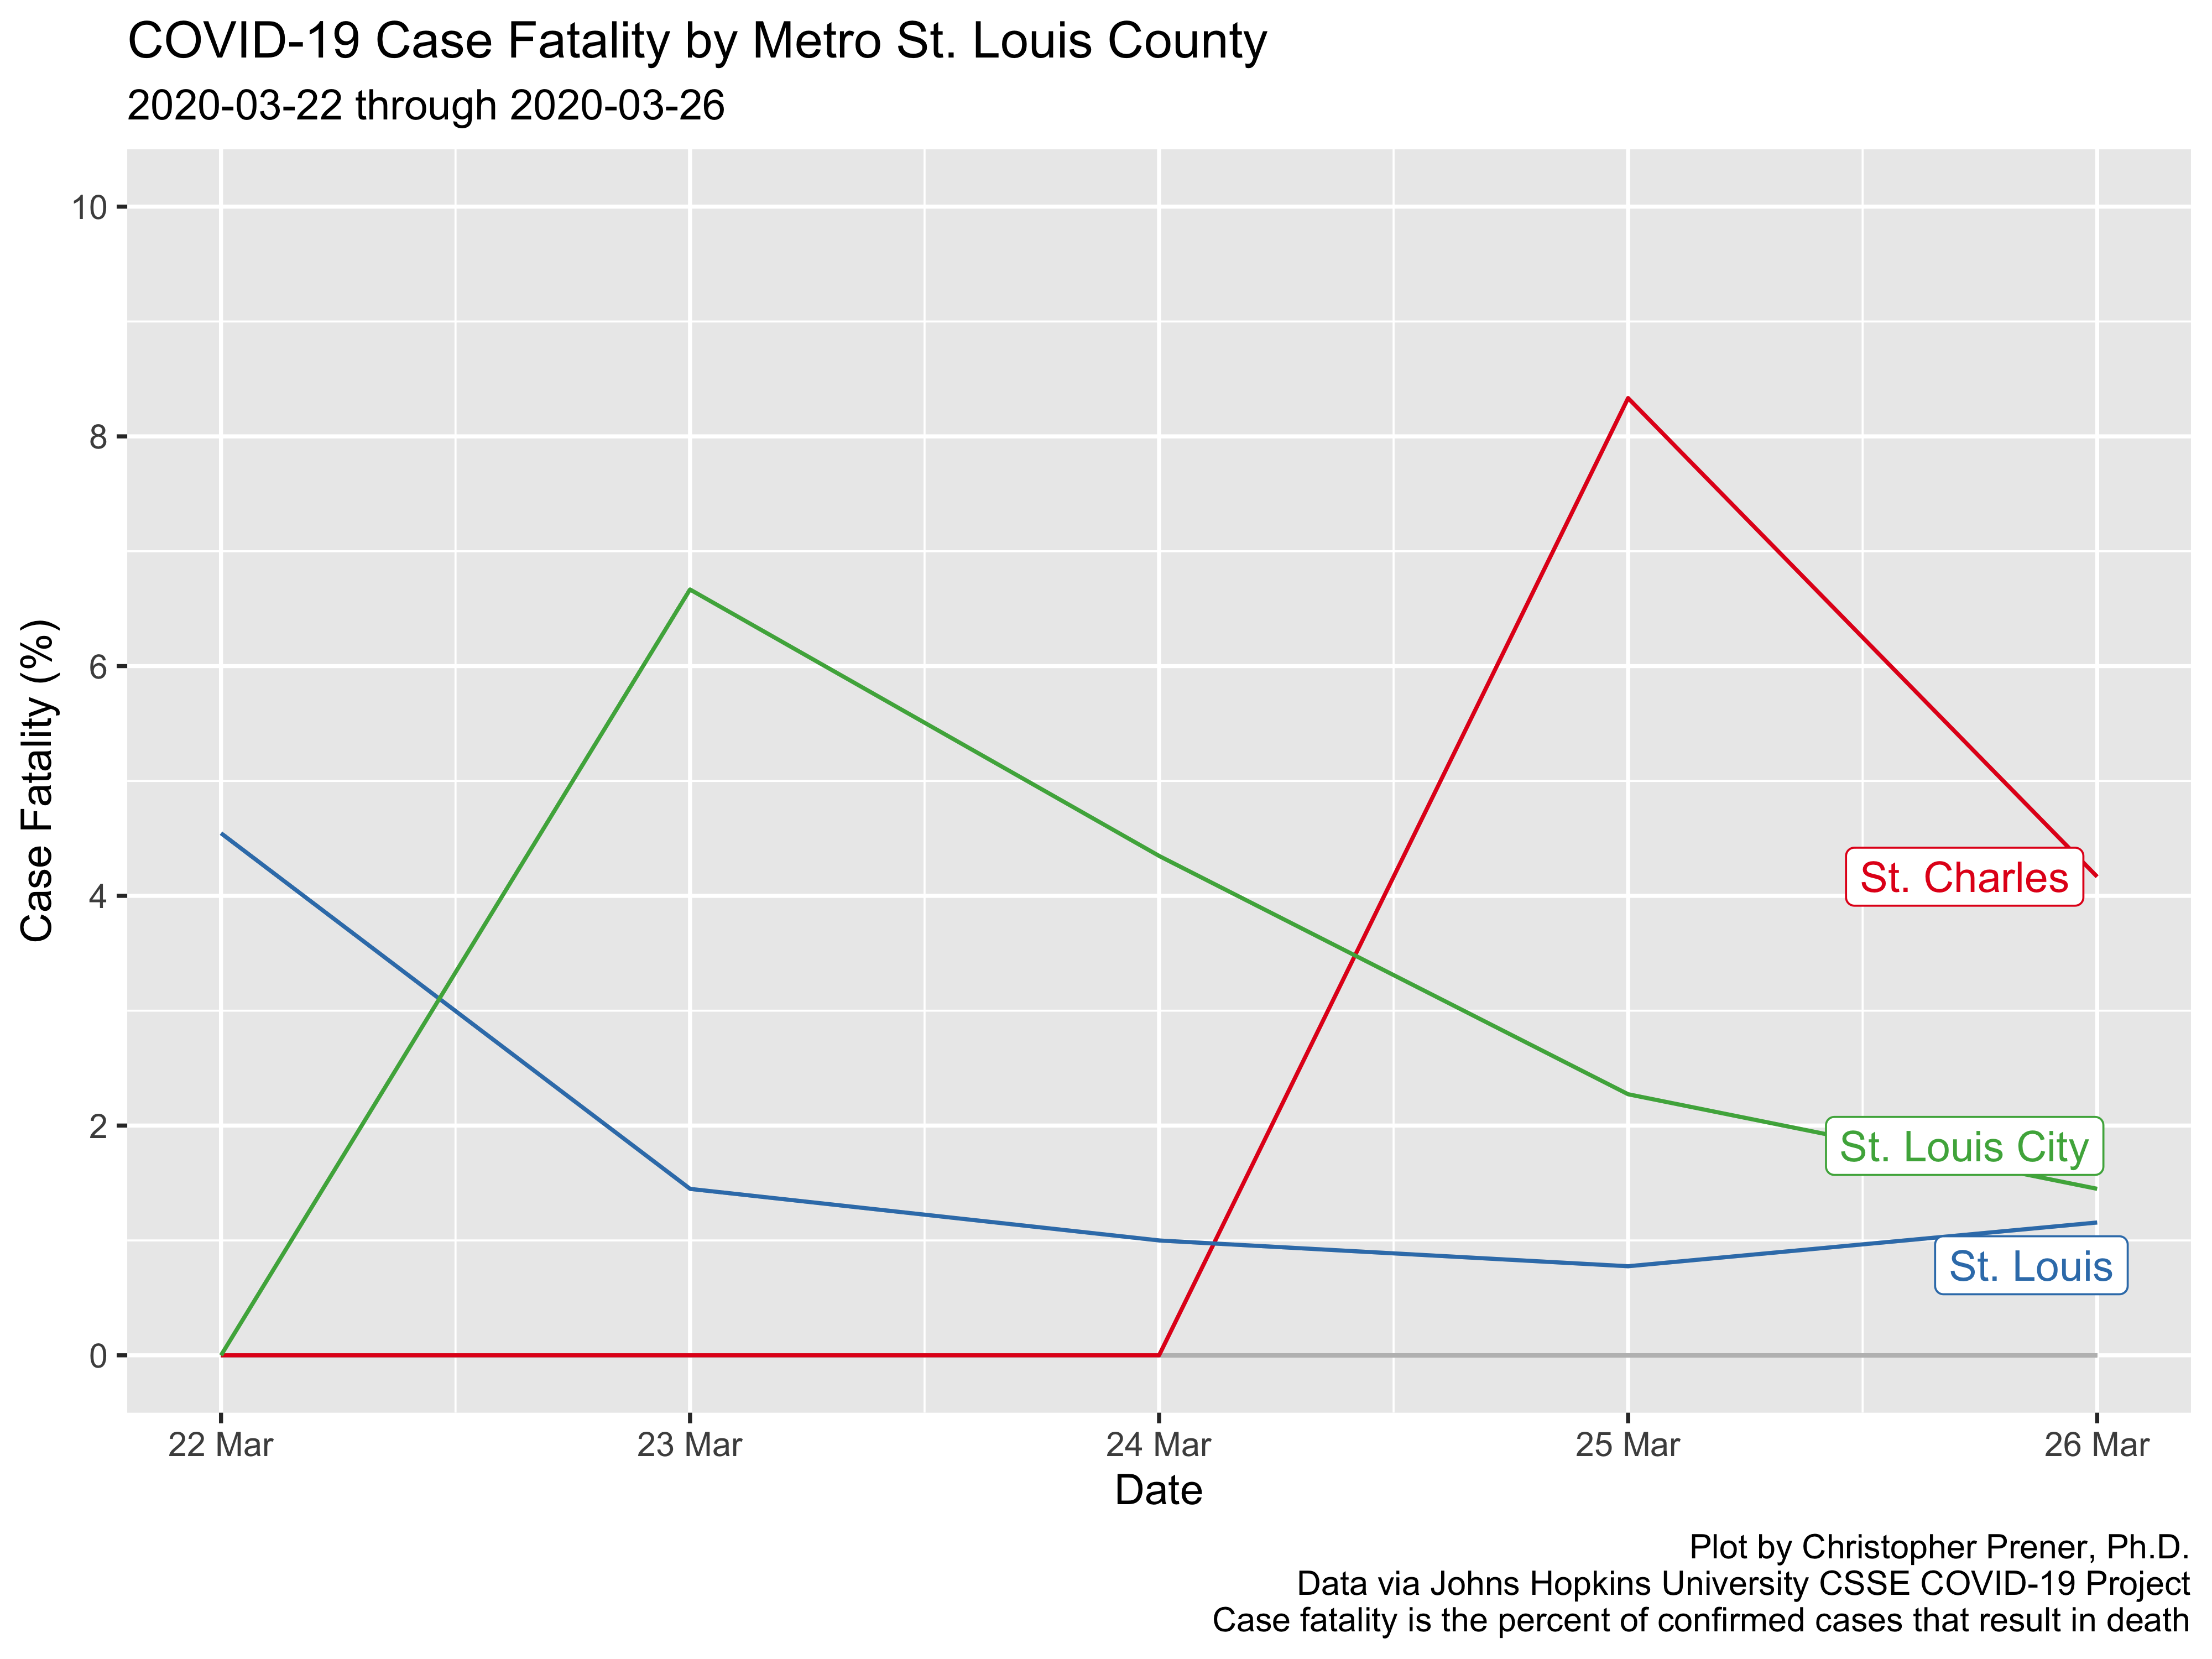 COVID-19 Case Fatality by Metro St. Louis County
2020-03-22 through 2020-03-26
Case Fatality (%)
10
8
6
4
2
0
St. Charles
St. Louis City
St. Louis
22 Mar
23 Mar
24 Mar
25 Mar
26 Mar
Date
Plot by Christopher Prener, Ph.D.
Data via Johns Hopkins University CSSE COVID-19 Project
Case fatality is the percent of confirmed cases that result in death